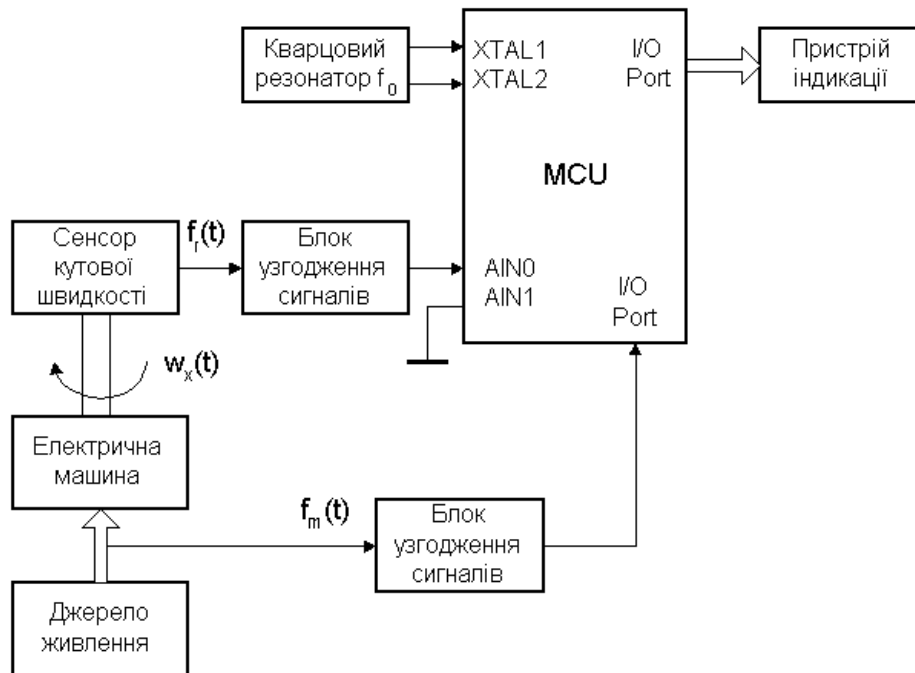 Кварцовий
резонатор f0
XTAL1
XTAL2
I/O
Port
Пристрій
індикації
MCU
Сенсор
кутової
швидкості
fr(t)
Блок
узгодження
сигналів
AIN0
AIN1
I/O
Port
wx(t)
Електрична
машина
fm(t)
Блок
узгодження
сигналів
Джерело
живлення